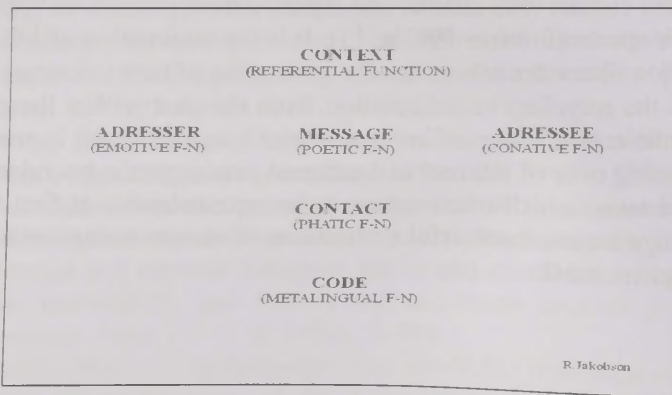 CONTEXT
(REFERENTIAL FUNCTION)
ADRESSER MESSAGE ADRESSEE
(EMOTIVE F-N) (POETIC F-N) (CONATIVE F-N)
CONTACT
(PHATIC F-N)
CODE
(METALINGUAL F-N)
R.Jakobson